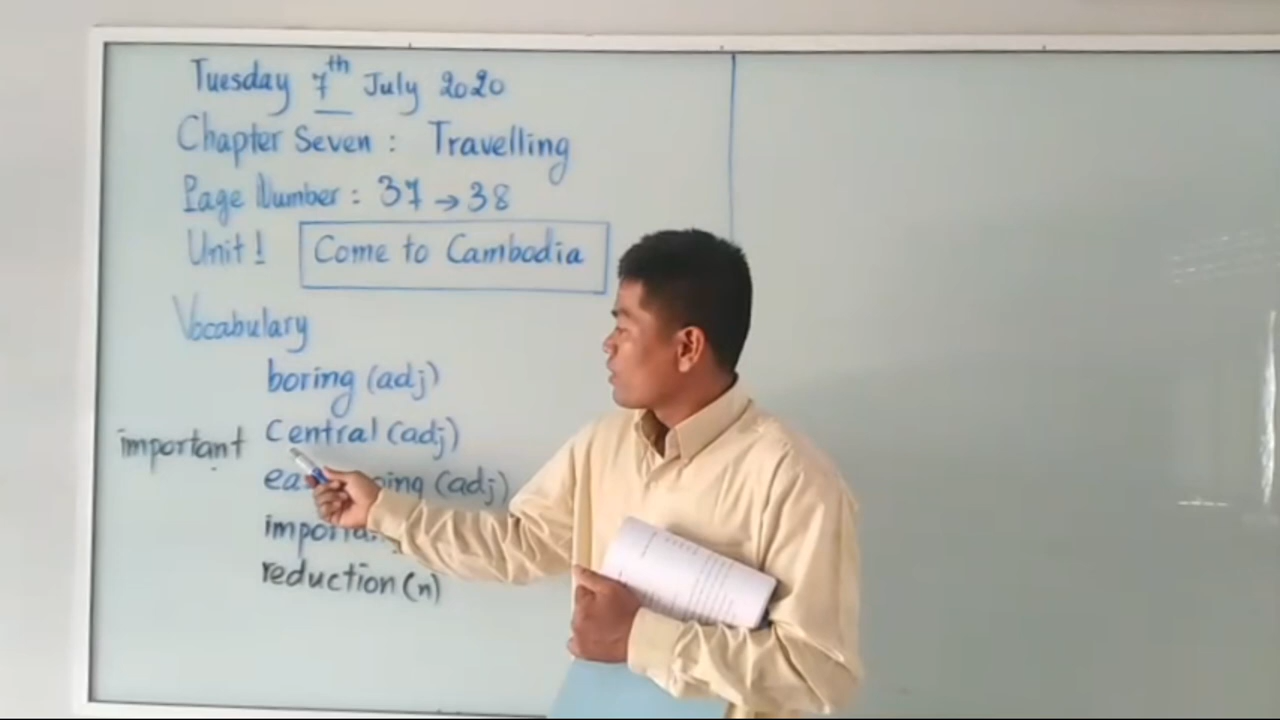 Tuesday 7th July 2020
Chapter Seven : Travelling
Page Number : 37 → 38
Unit 1 Come to Cambodia
Vocabulary
boring (adj)
important Central (adj)
(adj)
reduction (n)